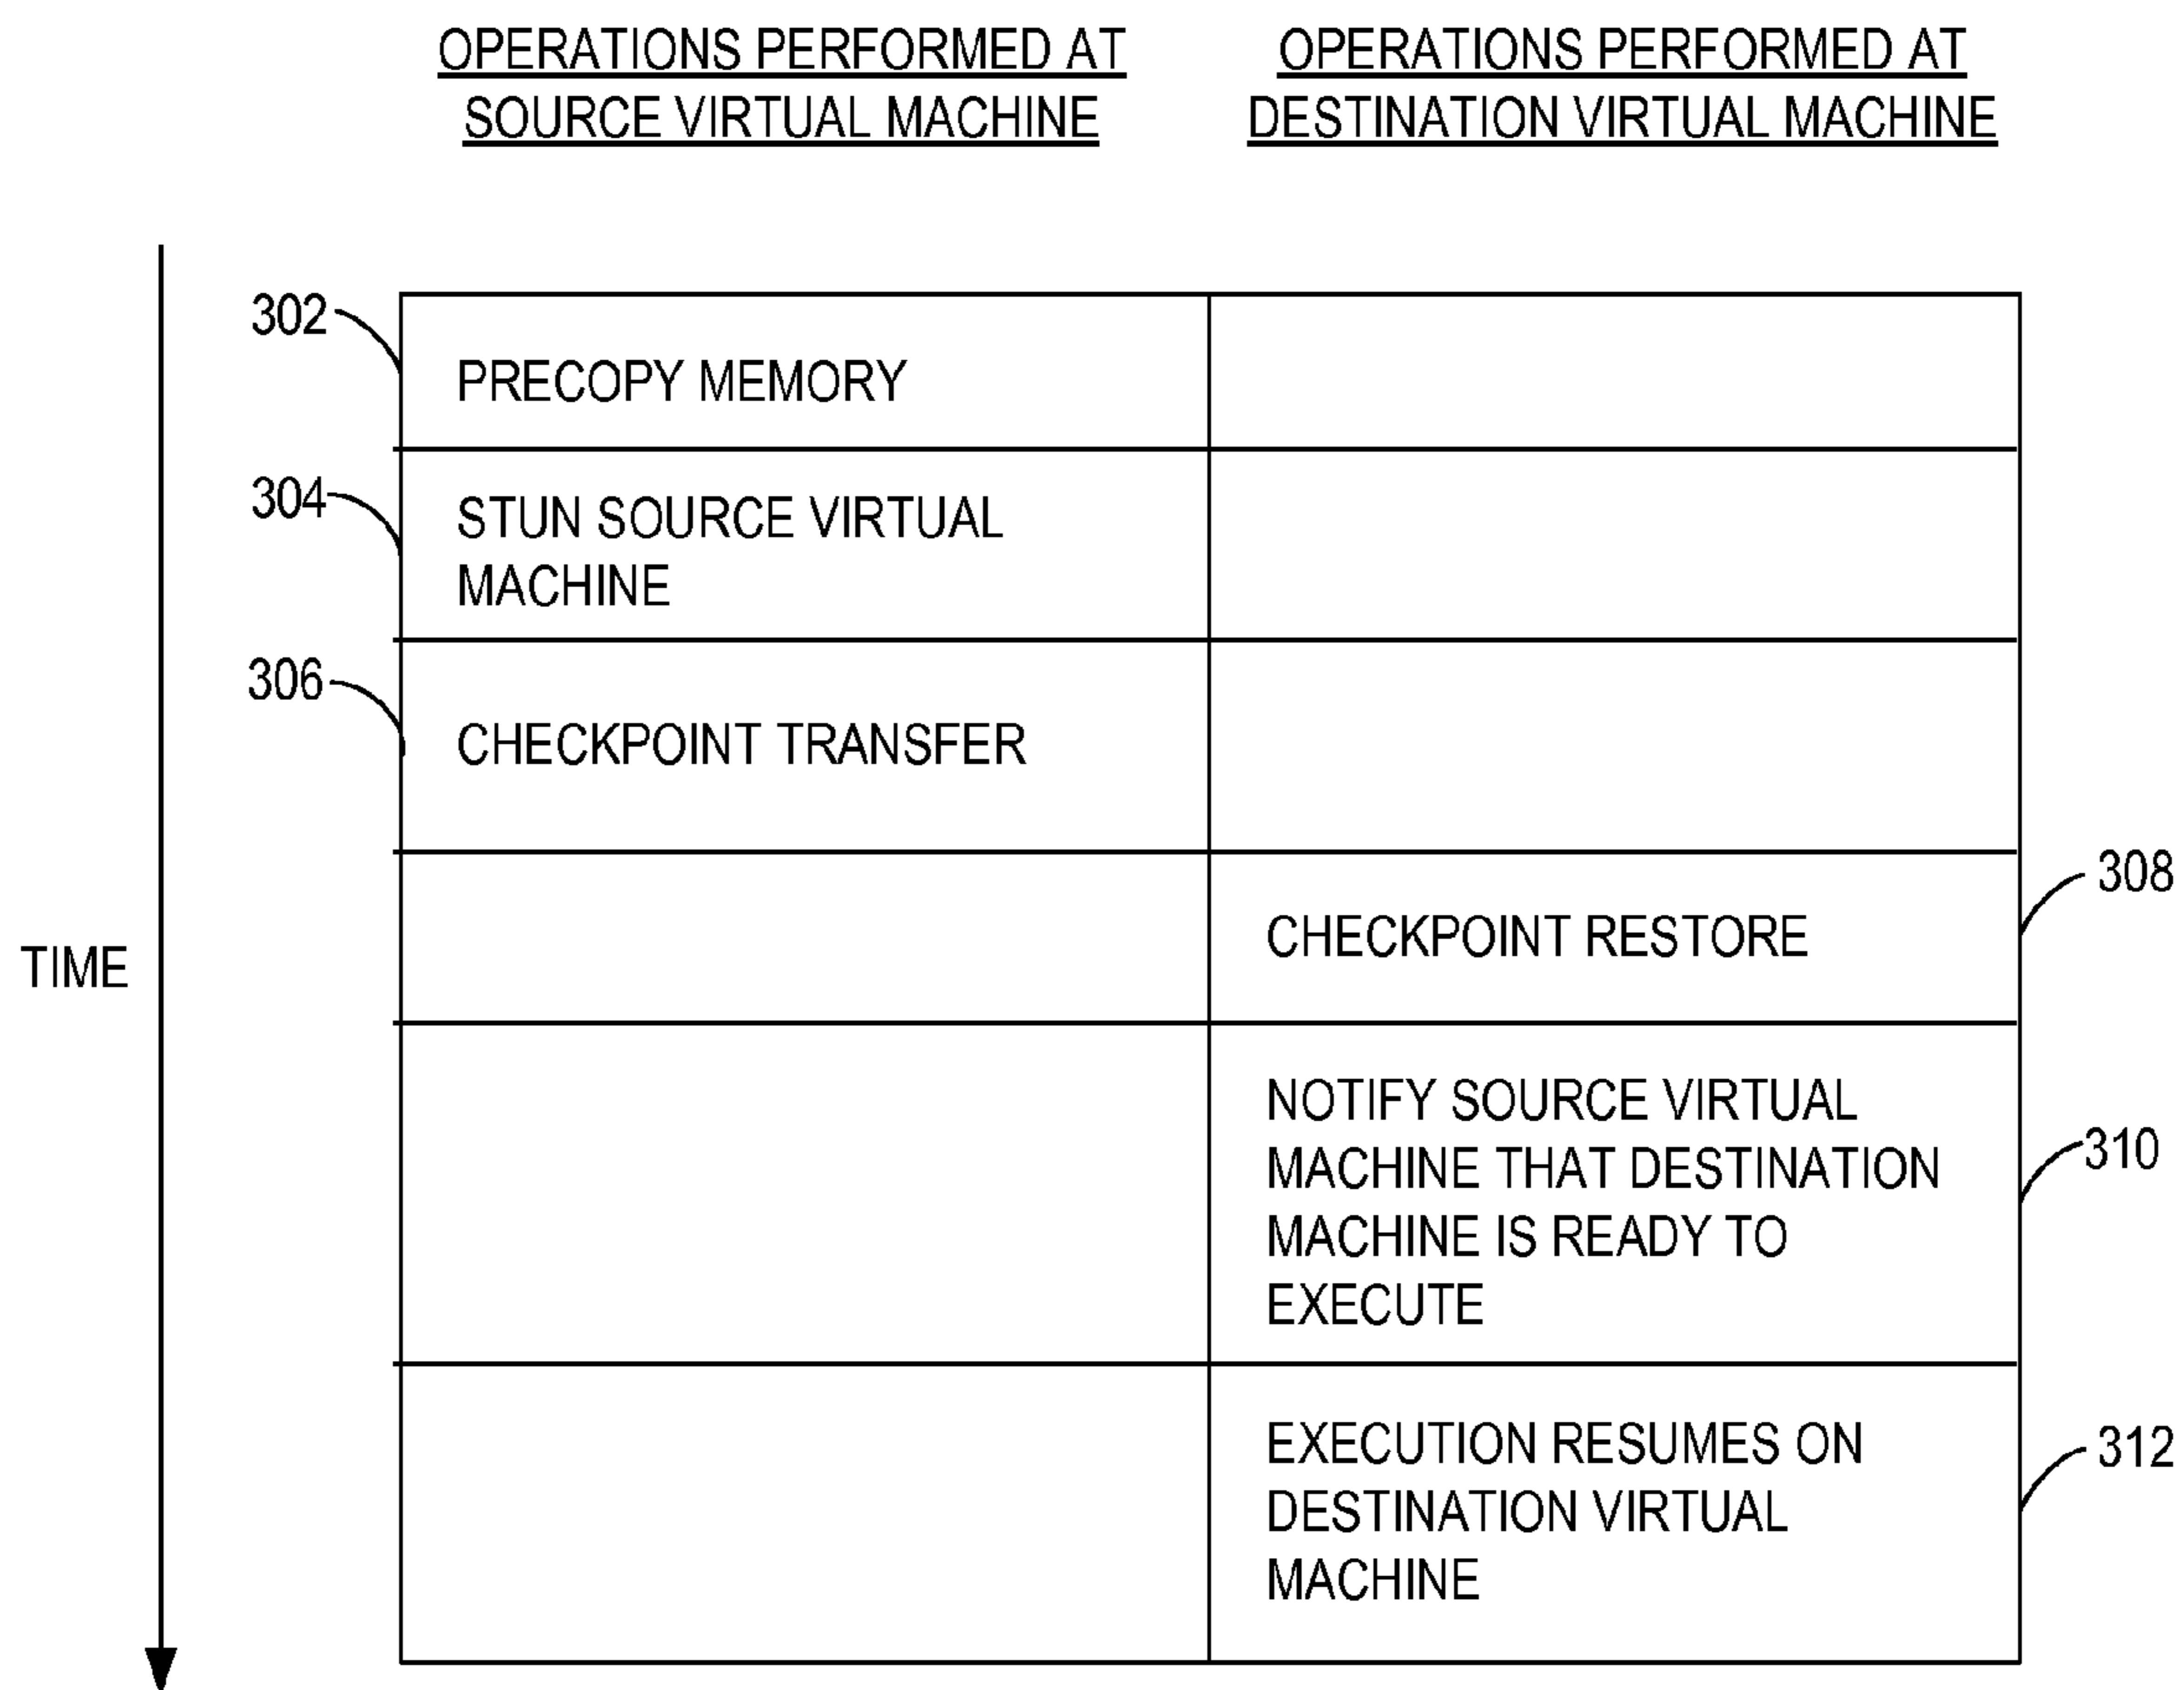 OPERATIONS PERFORMED AT
SOURCE VIRTUAL MACHINE
OPERATIONS PERFORMED AT
DESTINATION VIRTUAL MACHINE
302
PRECOPY MEMORY
304
STUN SOURCE VIRTUAL
MACHINE
306
CHECKPOINT TRANSFER
308
CHECKPOINT RESTORE
TIME
NOTIFY SOURCE VIRTUAL
MACHINE THAT DESTINATION
MACHINE IS READY TO
EXECUTE
310
EXECUTION RESUMES ON
DESTINATION VIRTUAL
MACHINE
312